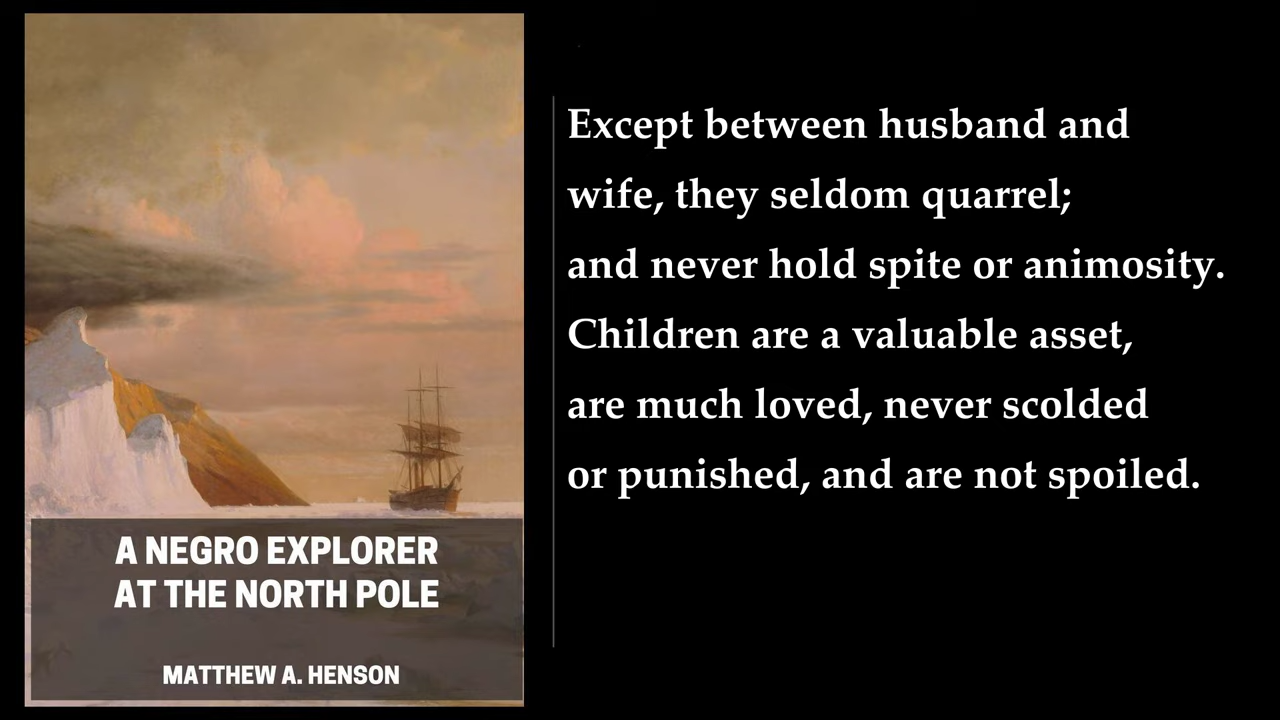 Except between husband and
wife, they seldom quarrel;
and never hold spite or animosity.
Children are a valuable asset,
are much loved, never scolded
or punished, and are not spoiled.
A NEGRO EXPLORER
AT THE NORTH POLE
MATTHEW A. HENSON